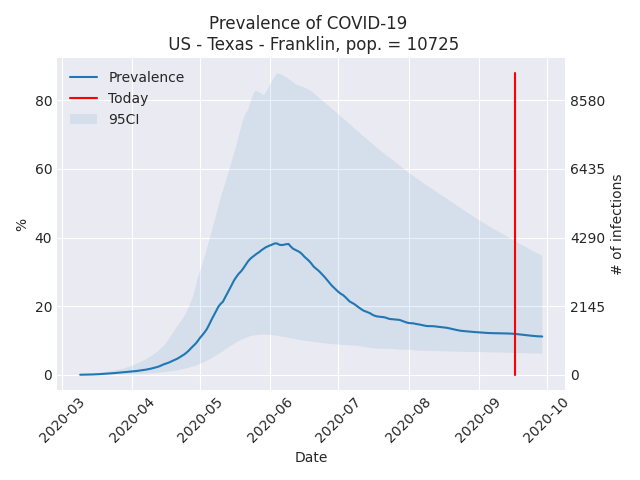 Prevalence of COVID-19
US - Texas - Franklin, pop. = 10725
Prevalence
Today
95CI
80
60
40
20
0
%
8580
6435
4290
2145
0
# of infections
2020-03
2020-04
2020-05
2020-06
2020-07
2020-08
2020-09
2020-10
Date